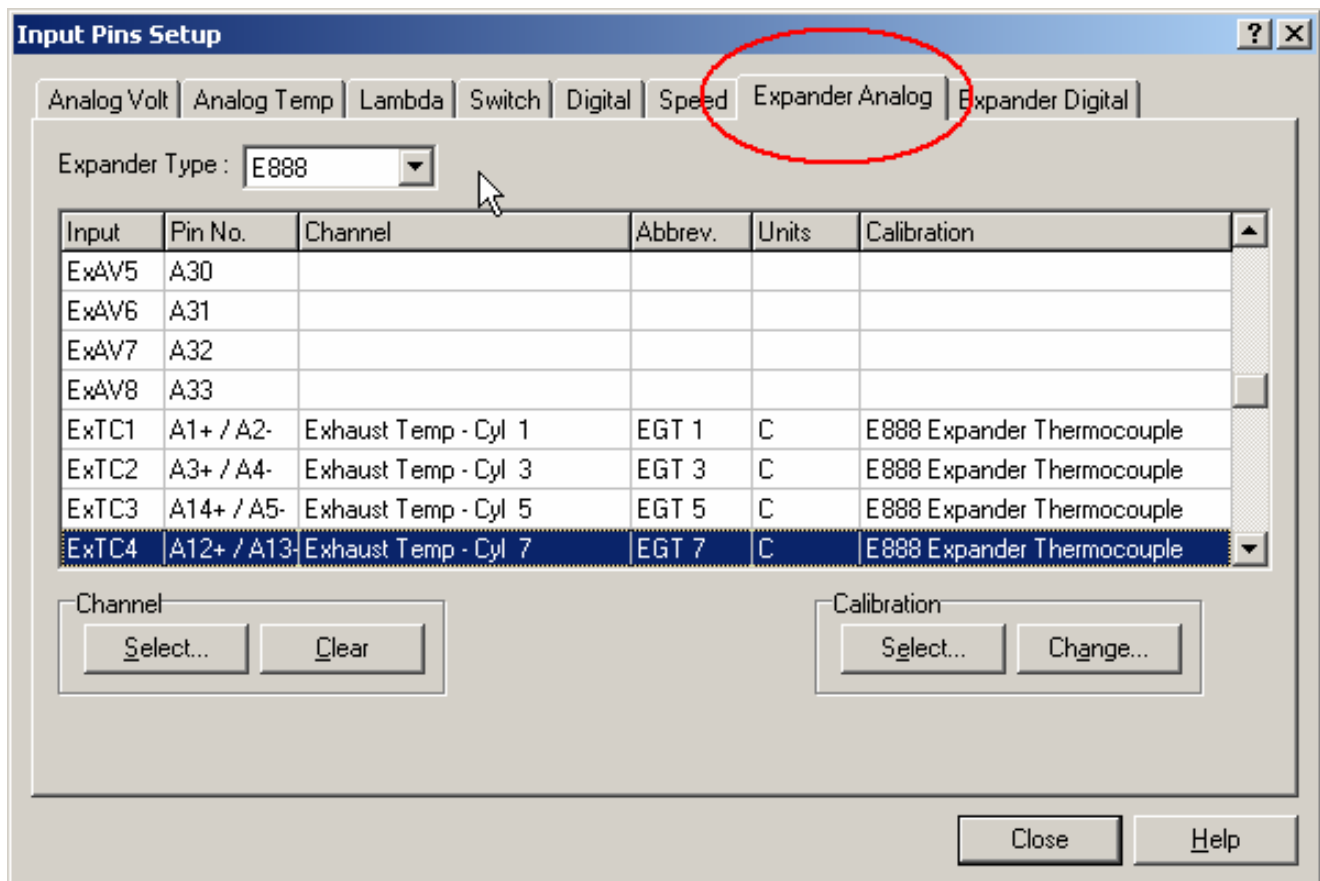 Input Pins Setup
Analog Volt Analog Temp Lambda Switch Digital Speed Expander Analog Expander Digital
Expander Type : E888
Input Pin No. Channel Abbrev. Units Calibration
ExAV5 A30
ExAV6 A31
ExAV7 A32
ExAV8 A33
ExTC1 A1+ / A2- Exhaust Temp - Cyl 1 EGT 1 C E888 Expander Thermocouple
ExTC2 A3+ / A4- Exhaust Temp - Cyl 3 EGT 3 C E888 Expander Thermocouple
ExTC3 A14+ / A5- Exhaust Temp - Cyl 5 EGT 5 C E888 Expander Thermocouple
ExTC4 A12+ / A13- Exhaust Temp - Cyl 7 EGT 7 C E888 Expander Thermocouple
Channel Calibration
Select... Clear Select... Change...
Close Help